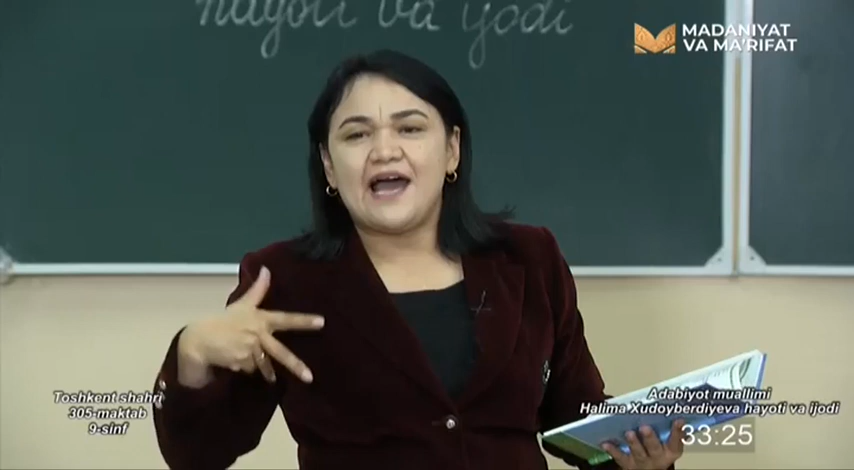 hayoti va ijodi
MADANIYAT
VA MA'RIFAT
Toshkent shahri
305-maktab
9-sinf
Adabiyot muallimi
Halima Xudoyberdiyeva hayoti va ijodi
33:25